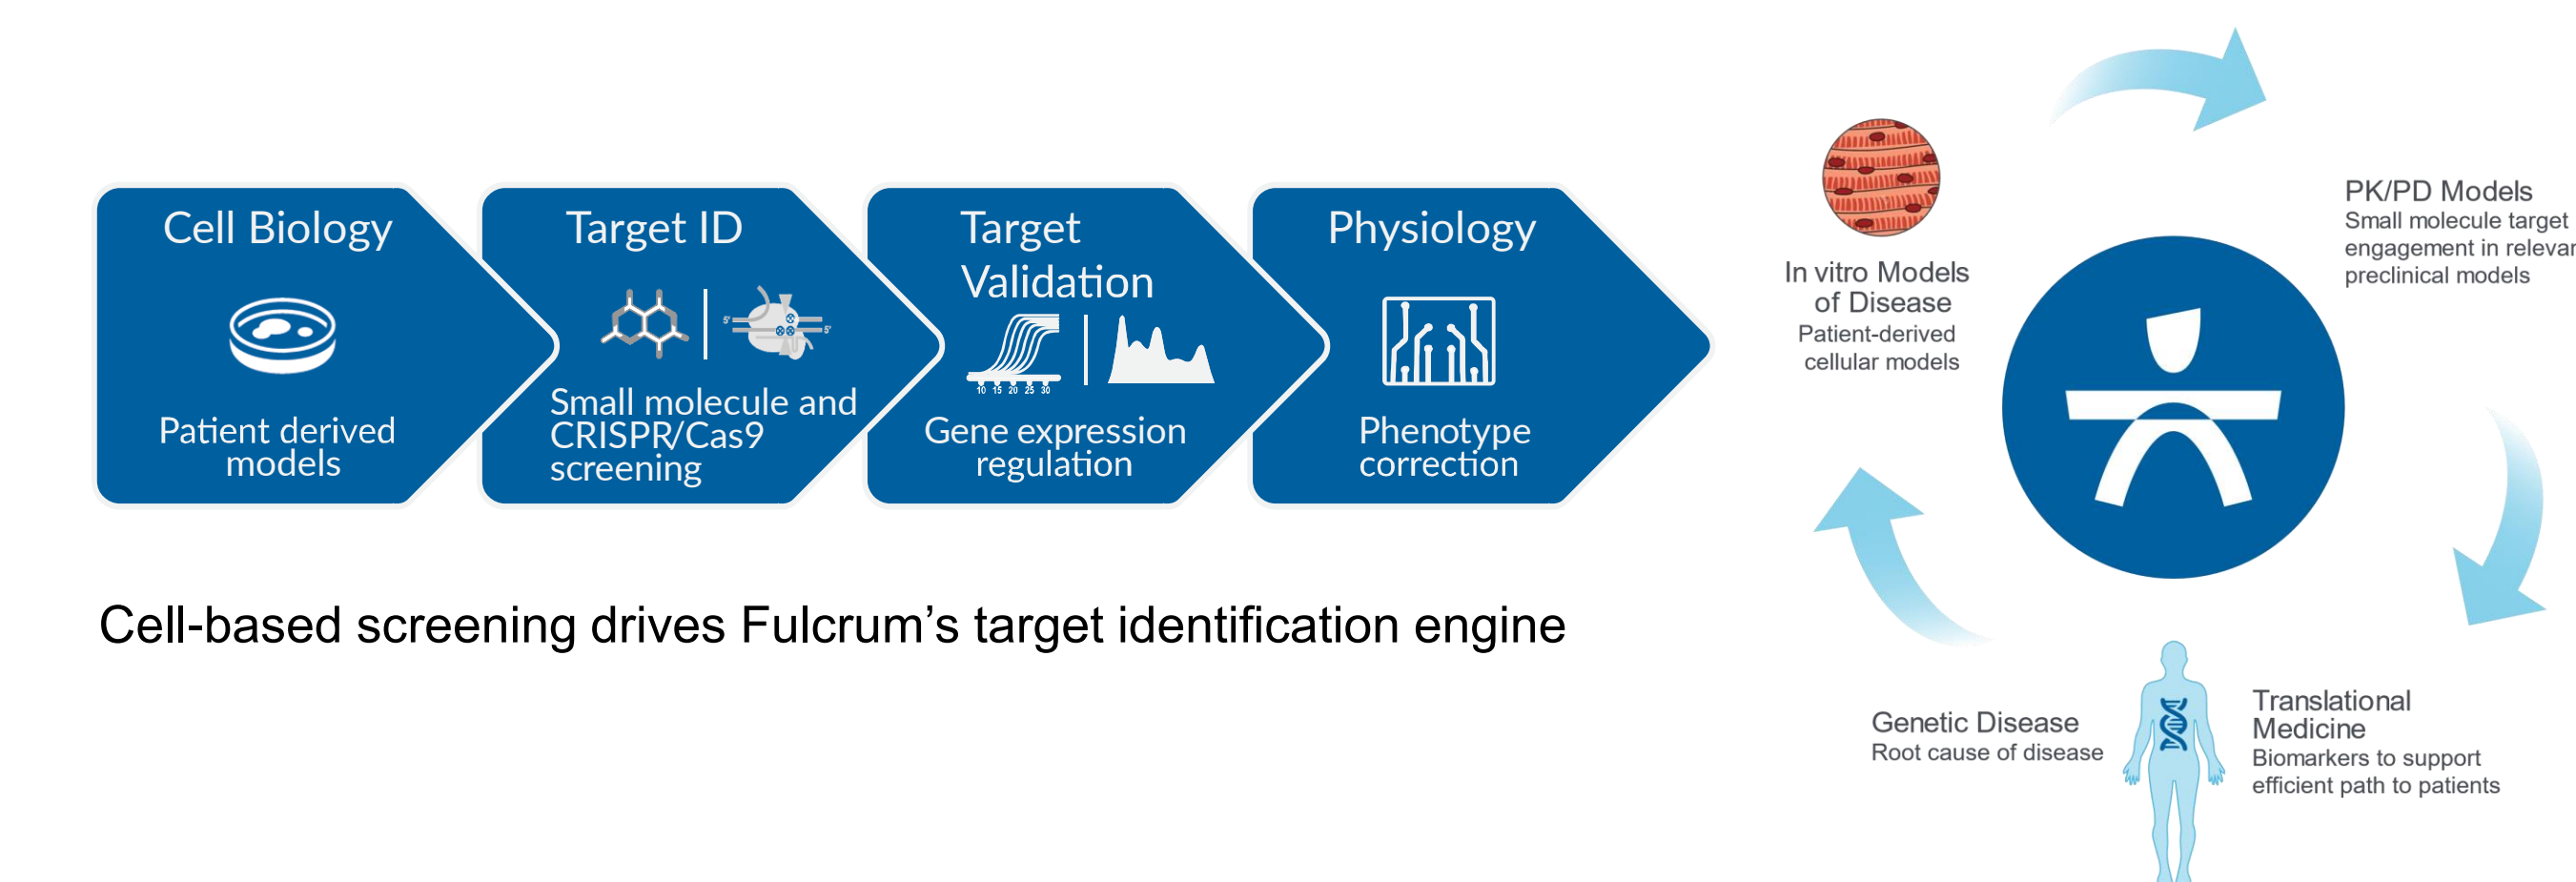 Cell Biology
Patient derived
models
Target ID
5'
5'
Small molecule and
CRISPR/Cas9
screening
Target
Validation
10 15 20 25 30
Gene expression
regulation
Physiology
Phenotype
correction
Cell-based screening drives Fulcrum’s target identification engine
In vitro Models
of Disease
Patient-derived
cellular models
PK/PD Models
Small molecule target
engagement in
preclinical models
Genetic Disease
Root cause of disease
Translational
Medicine
Biomarkers to support
efficient path to patients